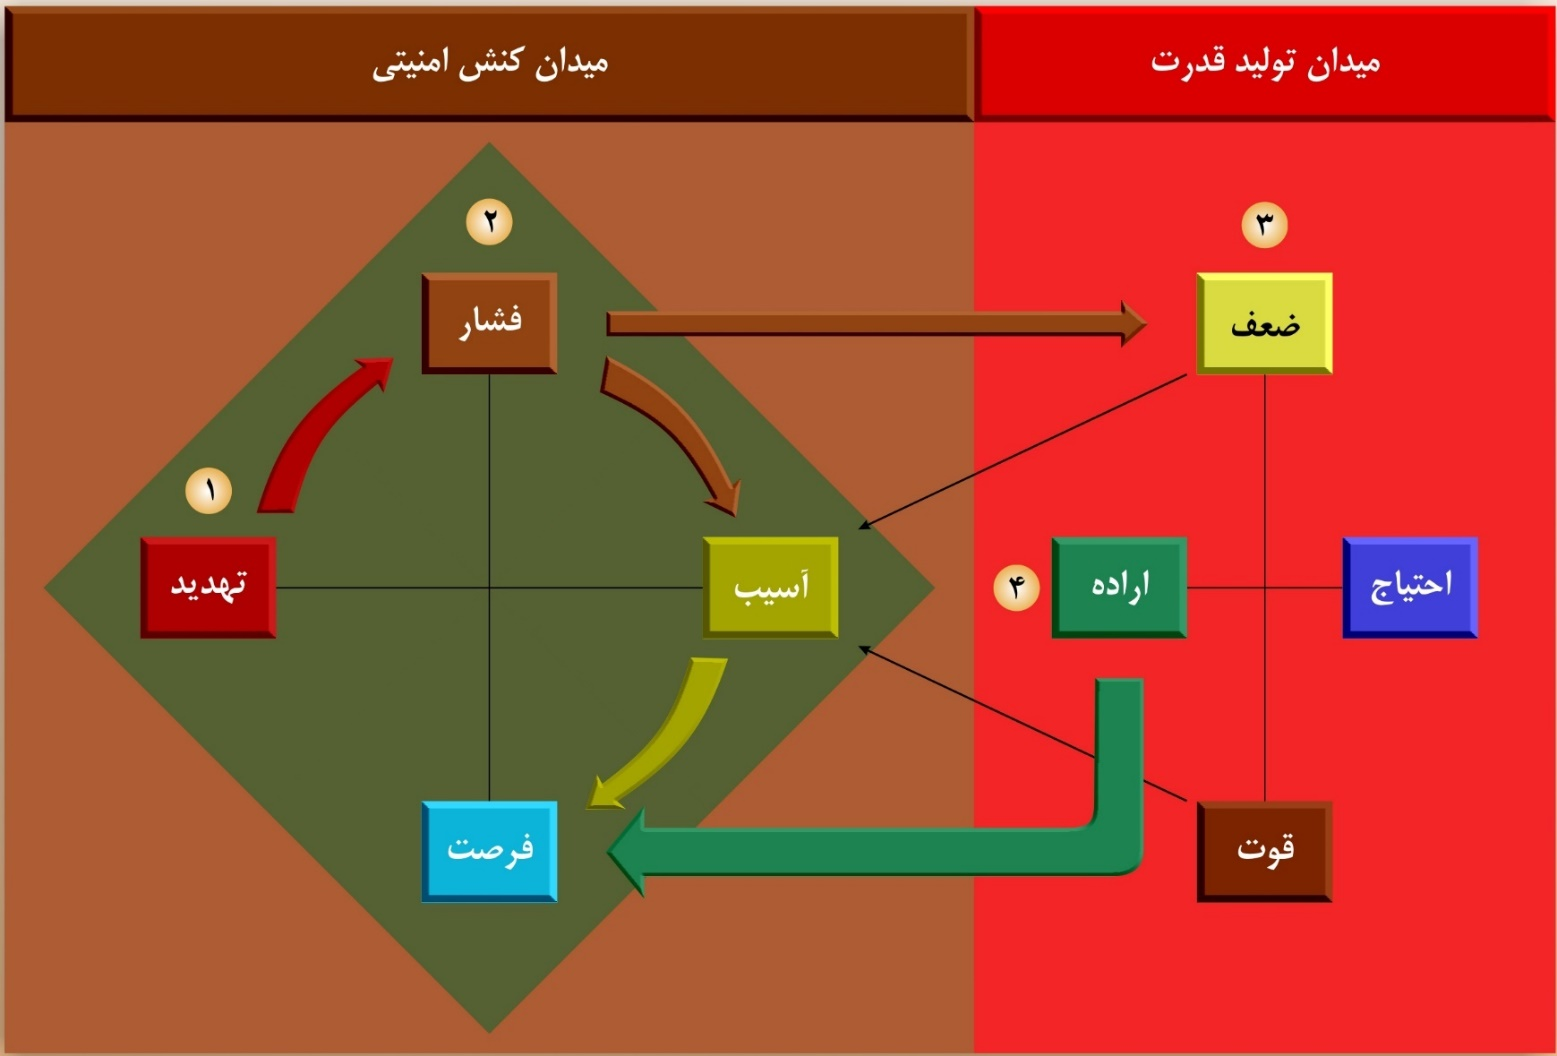 میدان تولید قدرت
میدان کنش امنیتی
۳
ضعف
احتیاج
اراده
۴
قوت
۲
فشار
۱
تهدید
آسیب
فرصت